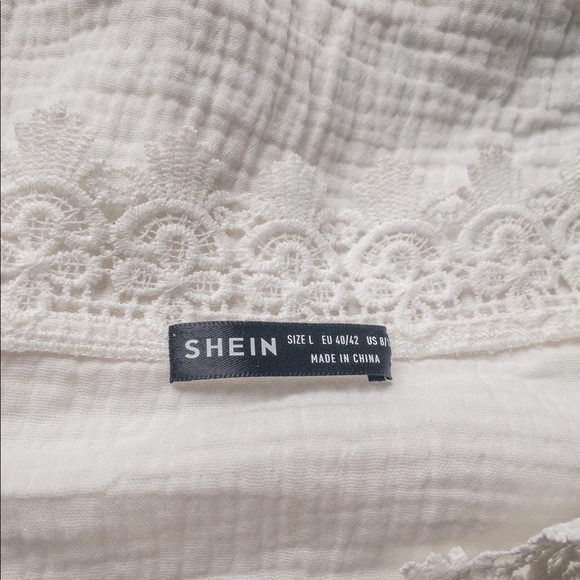 SHEIN
SIZE L EU 40/42 US 8/
MADE IN CHINA